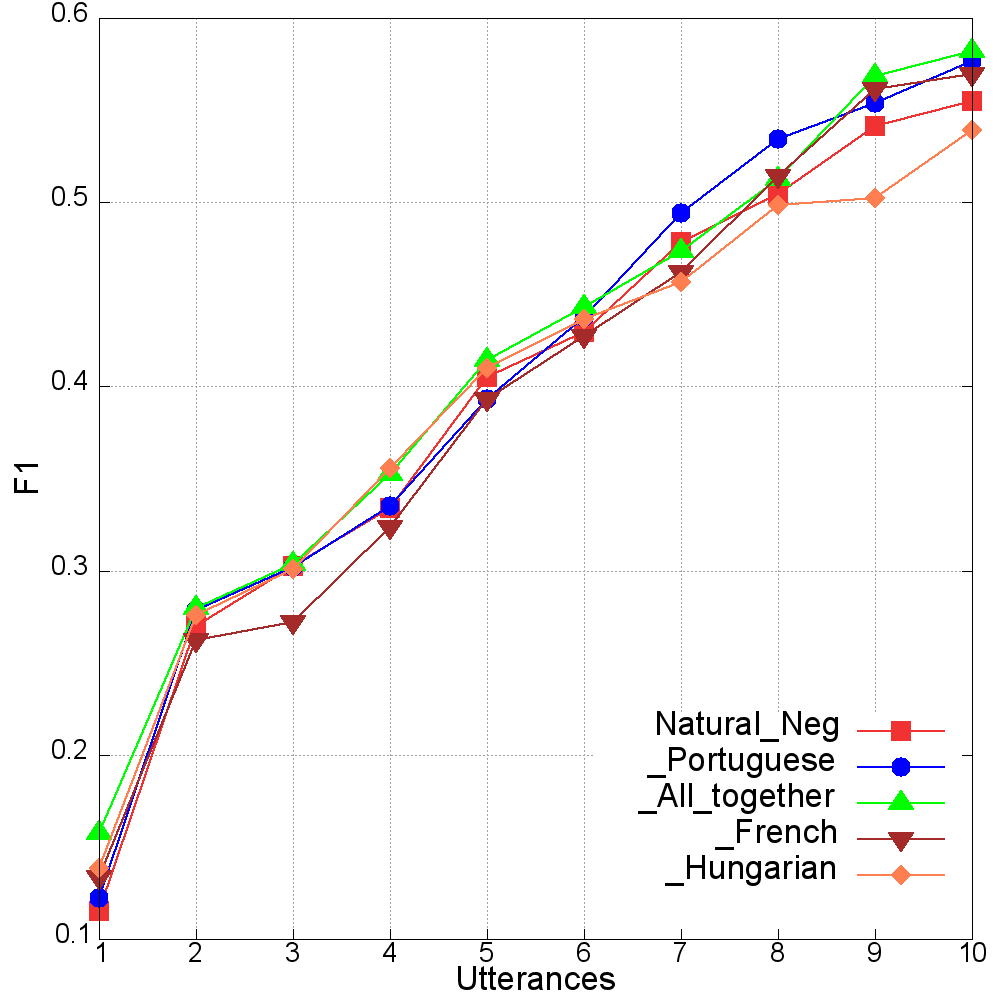 0.6
0.5
0.4
0.3
0.2
0.1
F1
Natural_Neg
_Portuguese
_All_together
_French
_Hungarian
1 2 3 4 5 6 7 8 9 10
Utterances